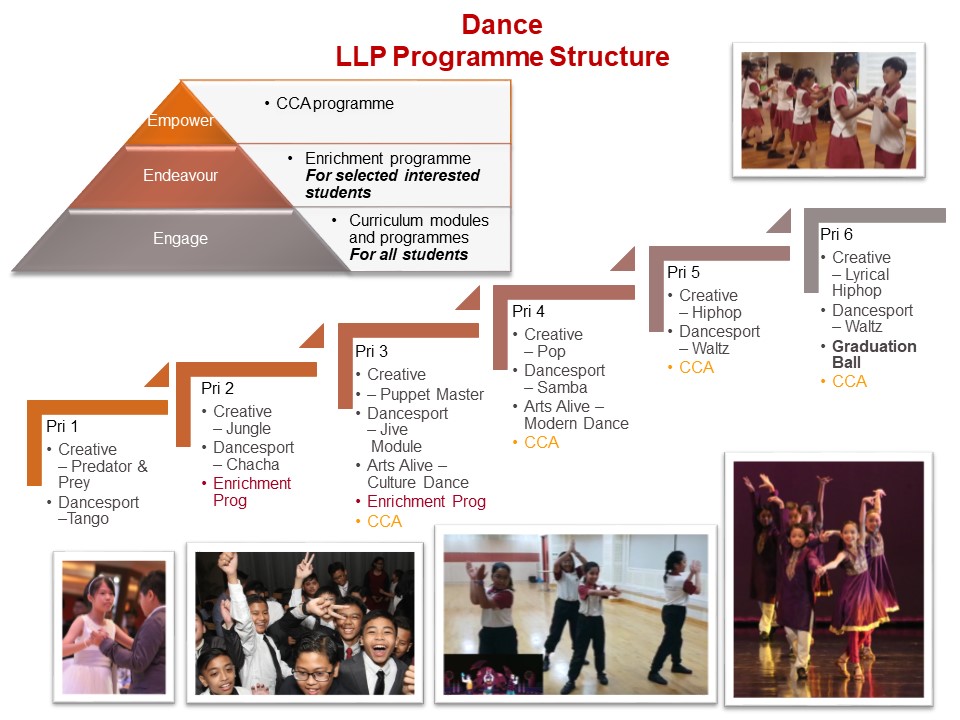 Dance
LLP Programme Structure
Empower
• CCA programme
Endeavour
• Enrichment programme
For selected interested
students
Engage
• Curriculum modules
and programmes
For all students
Pri 1
• Creative
– Predator &
Prey
• Dancesport
–Tango
Pri 2
• Creative
– Jungle
• Dancesport
– Chacha
• Enrichment
Prog
Pri 3
• Creative
• – Puppet Master
• Dancesport
– Jive
Module
• Arts Alive –
Culture Dance
• Enrichment Prog
• CCA
Pri 4
• Creative
– Pop
• Dancesport
– Samba
• Arts Alive –
Modern Dance
• CCA
Pri 5
• Creative
– Hiphop
• Dancesport
– Waltz
• CCA
Pri 6
• Creative
– Lyrical
Hiphop
• Dancesport
– Waltz
• Graduation
Ball
• CCA